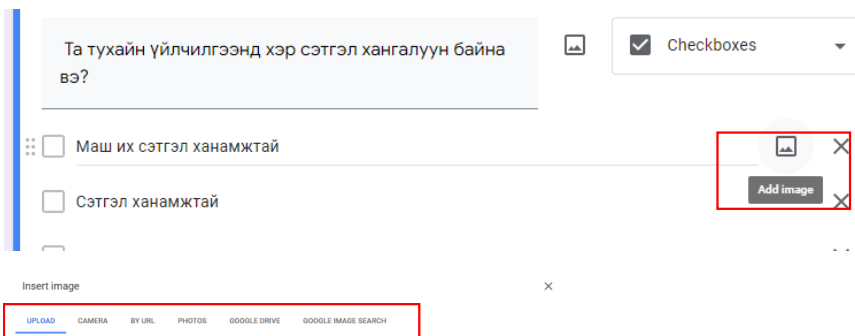 Та тухайн үйлчилгээнд хэр сэтгэл хангалуун байна
вэ?
Checkboxes
Маш их сэтгэл ханамжтай
Add image
Сэтгэл ханамжтай
Insert image
UPLOAD CAMERA BY URL PHOTOS GOOGLE DRIVE GOOGLE IMAGE SEARCH